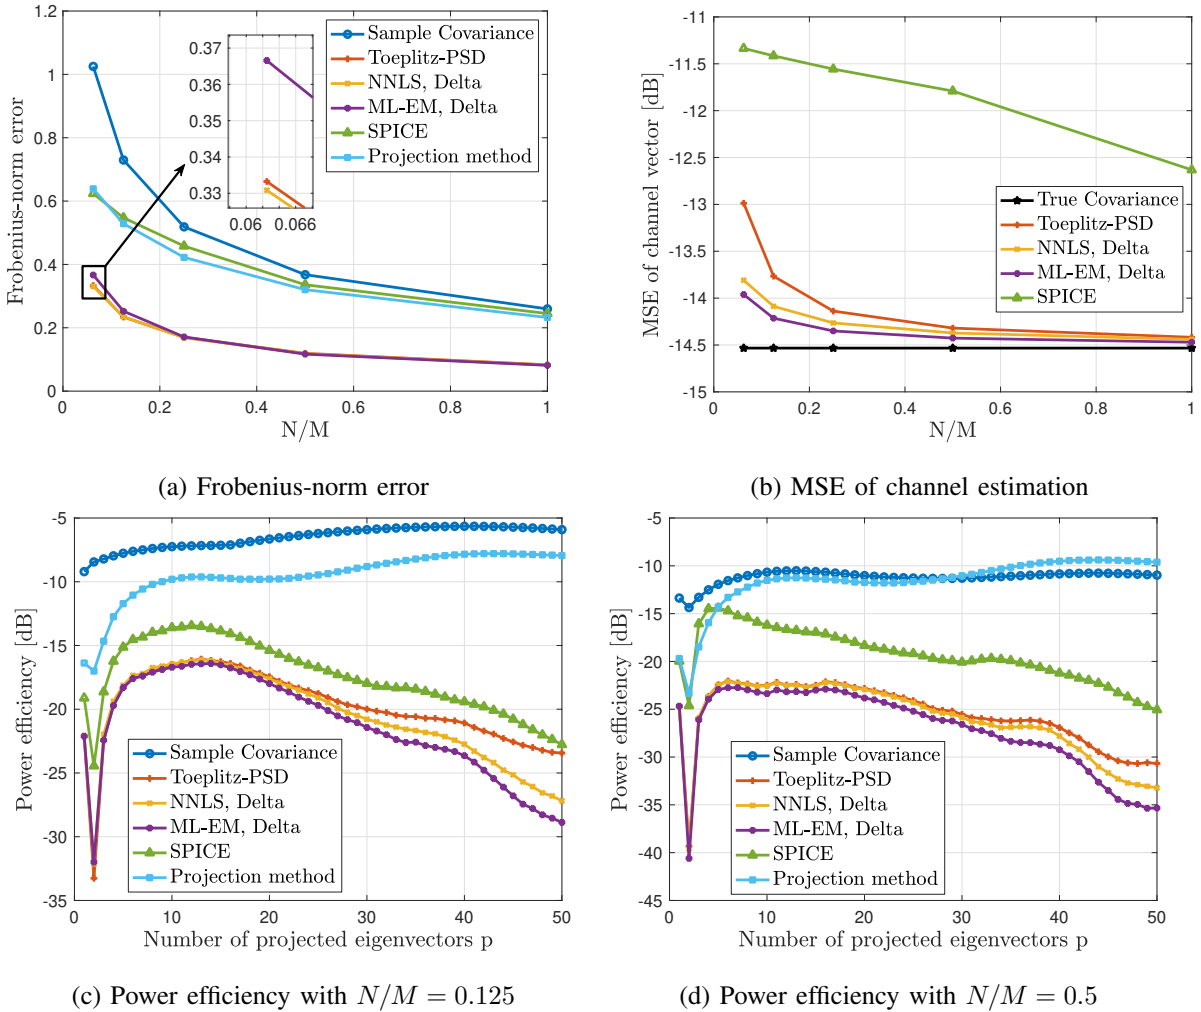 1.2
1
0.8
0.6
0.4
0.2
0
0 0.2 0.4 0.6 0.8 1
Frobenius-norm error
N/M
0.37
0.36
0.35
0.34
0.33
0.06 0.066
Sample Covariance
Toeplitz-PSD
NNLS, Delta
ML-EM, Delta
SPICE
Projection method
(a) Frobenius-norm error
-11
-11.5
-12
-12.5
-13
-13.5
-14
-14.5
-15
0 0.2 0.4 0.6 0.8 1
MSE of channel vector [dB]
N/M
True Covariance
Toeplitz-PSD
NNLS, Delta
ML-EM, Delta
SPICE
(b) MSE of channel estimation
-5
-10
-15
-20
-25
-30
-35
0 10 20 30 40 50
Power efficiency [dB]
Number of projected eigenvectors p
Sample Covariance
Toeplitz-PSD
NNLS, Delta
ML-EM, Delta
SPICE
Projection method
(c) Power efficiency with N/M = 0.125
-5
-10
-15
-20
-25
-30
-35
-40
-45
0 10 20 30 40 50
Power efficiency [dB]
Number of projected eigenvectors p
Sample Covariance
Toeplitz-PSD
NNLS, Delta
ML-EM, Delta
SPICE
Projection method
(d) Power efficiency with N/M = 0.5